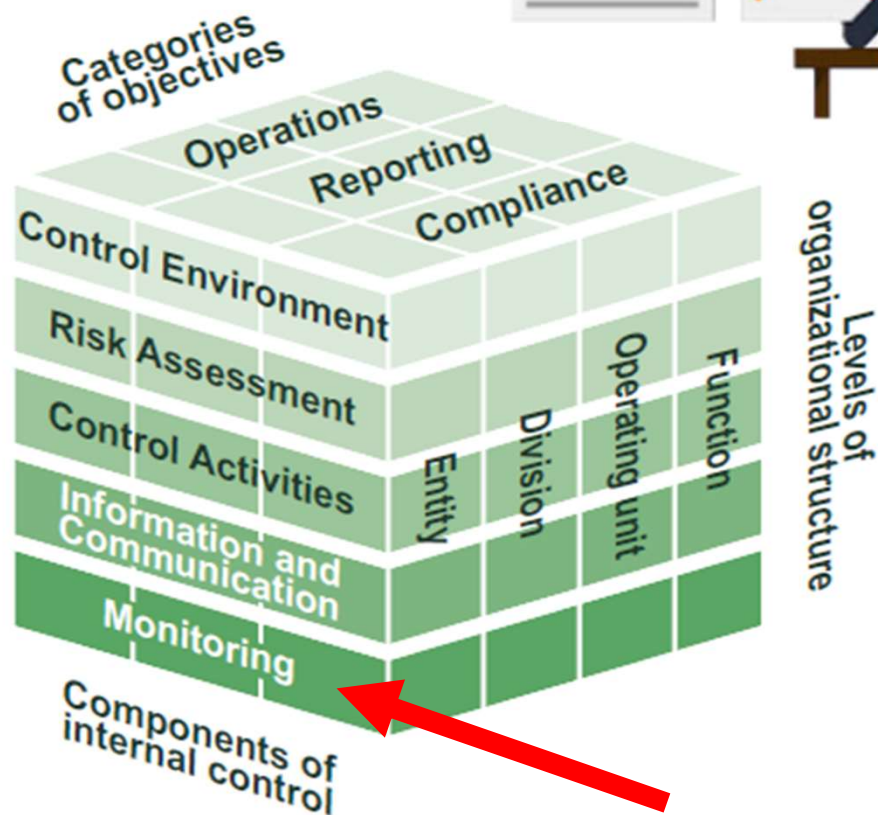 Categories
of objectives
Operations
Reporting
Compliance
Control Environment
Risk Assessment
Control Activities
Information and
Communication
Monitoring
Components of
internal control
Entity
Division
Operating unit
Function
Levels of
organizational structure